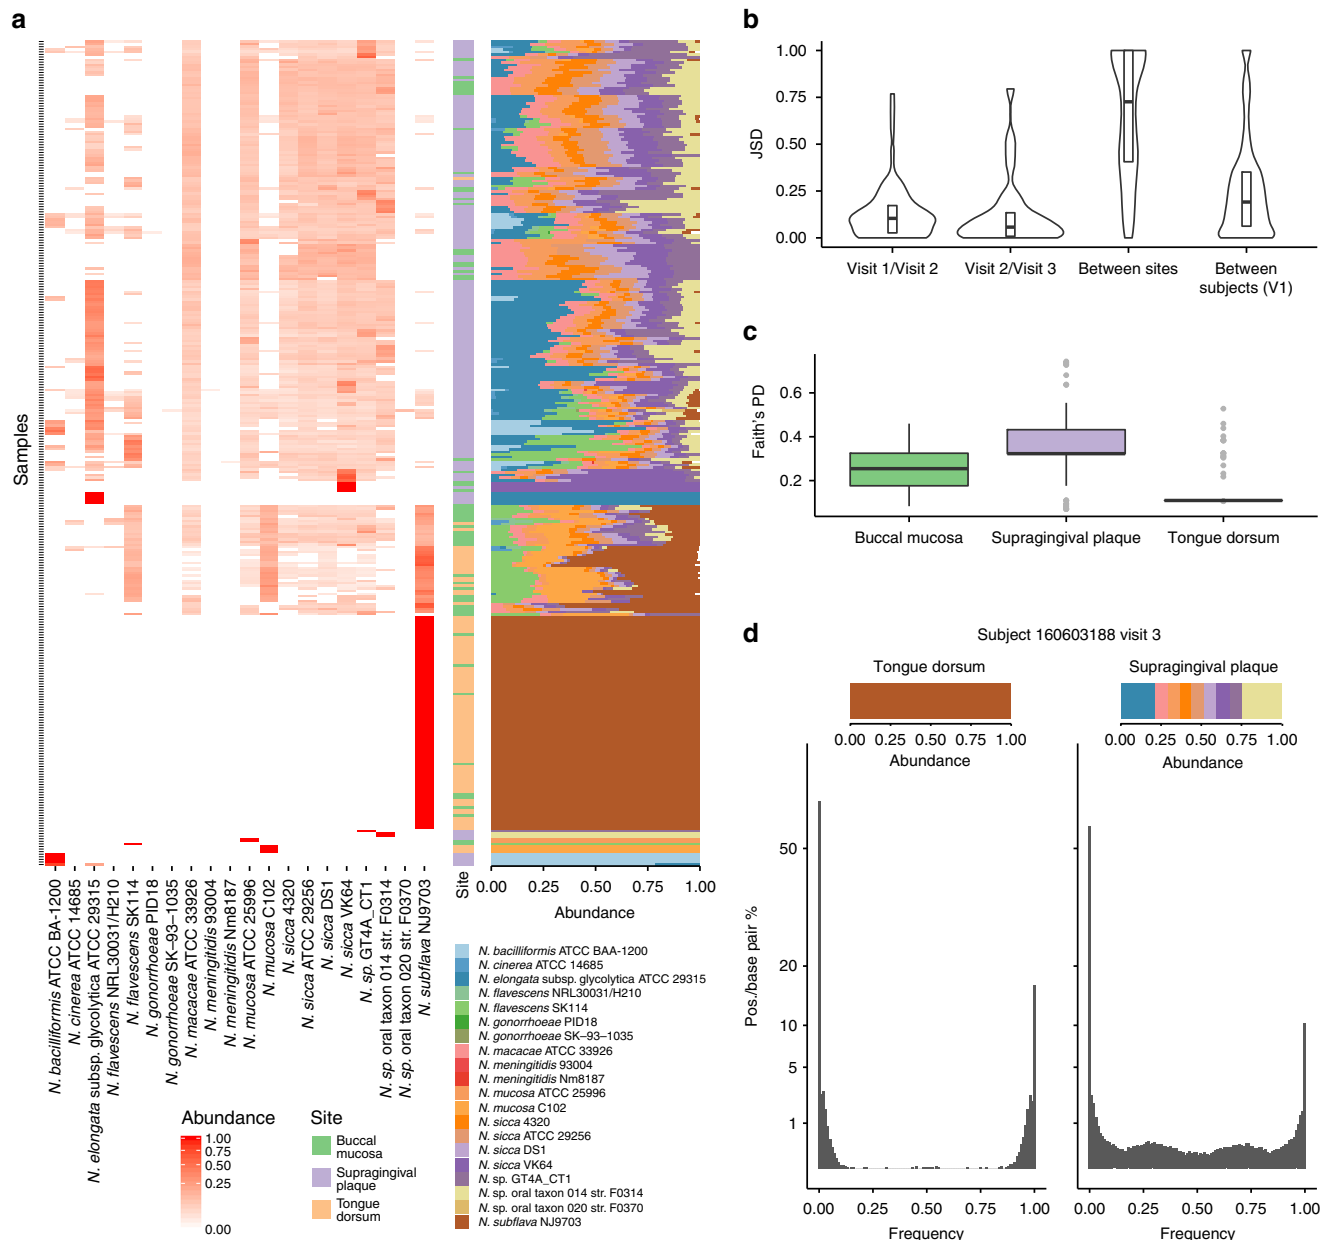 a
Samples
N. bacilliformis ATCC BA-1200
N. cinerea ATCC 14685
N. elongata subsp. glycolytica ATCC 29315
N. flavescens NRL30031/H210
N. flavescens SK114
N. gonorrhoeae PID18
N. gonorrhoeae SK-93-1035
N. macacae ATCC 33926
N. meningitidis 93004
N. meningitidis Nm8187
N. mucosa ATCC 25996
N. mucosa C102
N. sicca 4320
N. sicca ATCC 29256
N. sicca DS1
N. sicca VK64
N. sp. GT4A_CT1
N. sp. oral taxon 014 str. F0314
N. sp. oral taxon 020 str. F0370
N. subflava NJ9703
Site
0.00 0.25 0.50 0.75 1.00
Abundance
Abundance
1.00
0.75
0.50
0.25
0.00
Site
Buccal
mucosa
Supragingival
plaque
Tongue
dorsum
N. bacilliformis ATCC BAA-1200
N. cinerea ATCC 14685
N. elongata subsp. glycolytica ATCC 29315
N. flavescens NRL30031/H210
N. flavescens SK114
N. gonorrhoeae PID18
N. gonorrhoeae SK–93–1035
N. macacae ATCC 33926
N. meningitidis 93004
N. meningitidis Nm8187
N. mucosa ATCC 25996
N. mucosa C102
N. sicca 4320
N. sicca ATCC 29256
N. sicca DS1
N. sicca VK64
N. sp. GT4A_CT1
N. sp. oral taxon 014 str. F0314
N. sp. oral taxon 020 str. F0370
N. subflava NJ9703
b
JSD
1.00
0.75
0.50
0.25
0.00
Visit 1/Visit 2
Visit 2/Visit 3
Between sites
Between
subjects (V1)
c
Faith's PD
0.6
0.4
0.2
Buccal mucosa
Supragingival plaque
Tongue dorsum
d
Subject 160603188 visit 3
Tongue dorsum
0.00 0.25 0.50 0.75 1.00
Abundance
Supragingival plaque
0.00 0.25 0.50 0.75 1.00
Abundance
Pos./base pair %
50
20
10
5
1
0.00 0.25 0.50 0.75 1.00
Frequency
0.00 0.25 0.50 0.75 1.00
Frequency